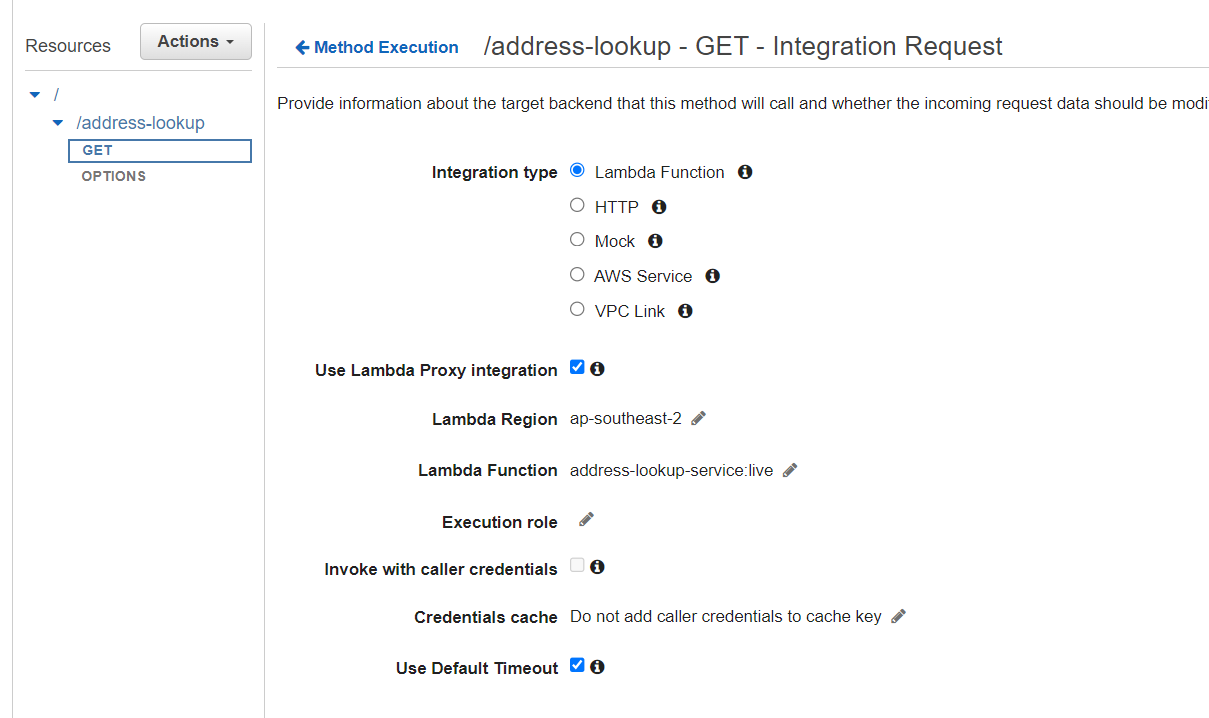 Resources
Actions
/
/address-lookup
GET
OPTIONS
Method Execution /address-lookup - GET - Integration Request
Provide information about the target backend that this method will call and whether the incoming request data should be modi
Integration type Lambda Function
HTTP
Mock
AWS Service
VPC Link
Use Lambda Proxy integration
Lambda Region ap-southeast-2
Lambda Function address-lookup-service:live
Execution role
Invoke with caller credentials
Credentials cache Do not add caller credentials to cache key
Use Default Timeout